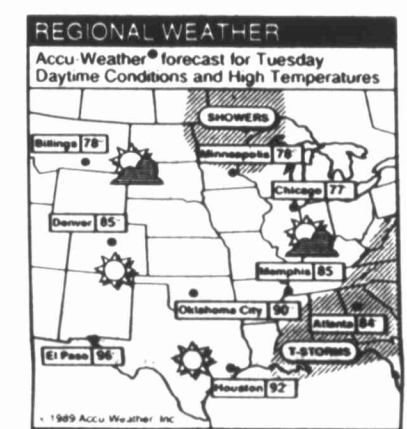 REGIONAL WEATHER
Accu-Weather® forecast for Tuesday
Daytime Conditions and High Temperatures
SHOWERS
Billings 78°
Minneapolis 78°
Chicago 77°
Denver 85°
Memphis 85
Oklahoma City 90°
Atlanta 84°
El Paso 96°
T-STORMS
Houston 92°
1989 Accu Weather Inc